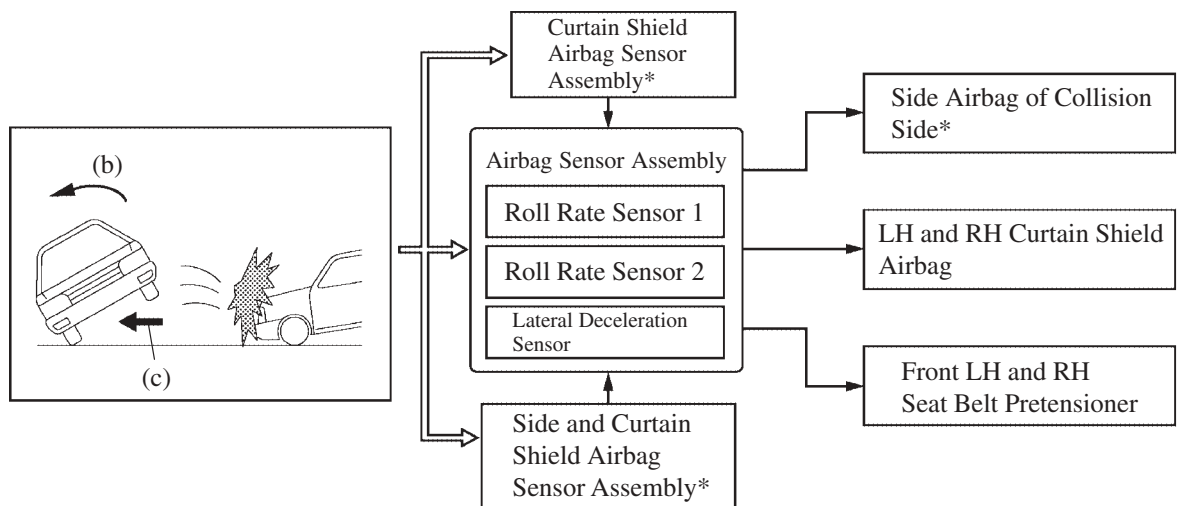 Curtain Shield
Airbag Sensor
Assembly*
Side Airbag of Collision
Side*
(b)
Airbag Sensor Assembly
Roll Rate Sensor 1
Roll Rate Sensor 2
Lateral Deceleration
Sensor
LH and RH Curtain Shield
Airbag
(c)
Front LH and RH
Seat Belt Pretensioner
Side and Curtain
Shield Airbag
Sensor Assembly*